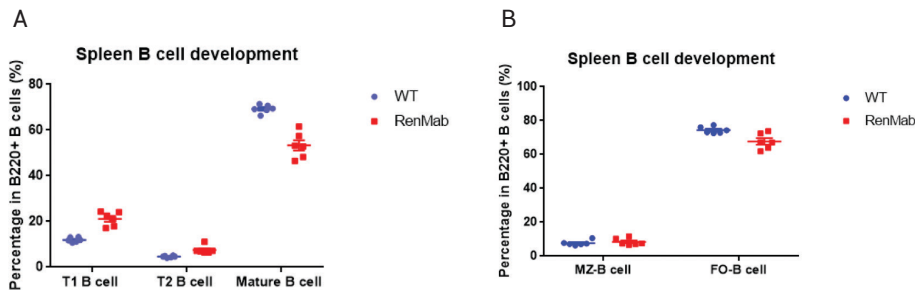 A
Spleen B cell development
Percentage in B220+ B cells (%)
80
60
40
20
0
T1 B cell
T2 B cell
Mature B cell
WT
RenMab
B
Spleen B cell development
Percentage in B220+ B cells (%)
100
80
60
40
20
0
MZ-B cell
FO-B cell
WT
RenMab